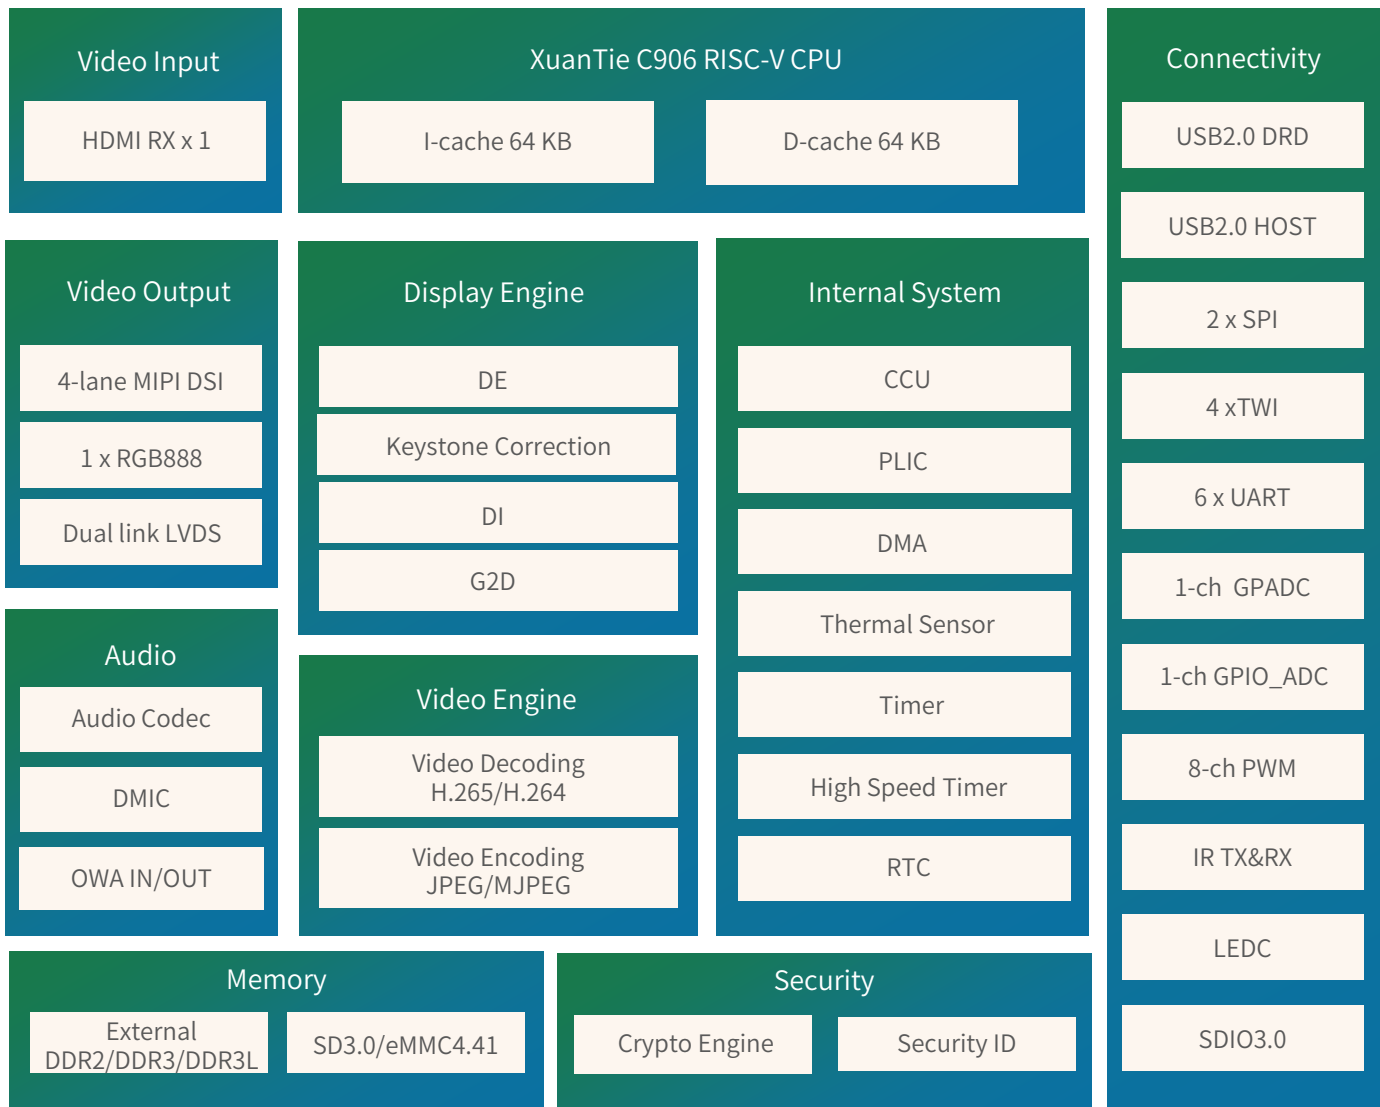 Video Input
HDMI RX x 1
XuanTie C906 RISC-V CPU
I-cache 64 KB
D-cache 64 KB
Video Output
4-lane MIPI DSI
1 x RGB888
Dual link LVDS
Display Engine
DE
Keystone Correction
DI
G2D
Internal System
CCU
PLIC
DMA
Thermal Sensor
Timer
High Speed Timer
RTC
Audio
Audio Codec
DMIC
OWA IN/OUT
Video Engine
Video Decoding
H.265/H.264
Video Encoding
JPEG/MJPEG
Memory
External
DDR2/DDR3/DDR3L
SD3.0/eMMC4.41
Security
Crypto Engine
Security ID
Connectivity
USB2.0 DRD
USB2.0 HOST
2 x SPI
4 xTWI
6 x UART
1-ch  GPADC
1-ch GPIO_ADC
8-ch PWM
IR TX&RX
LEDC
SDIO3.0